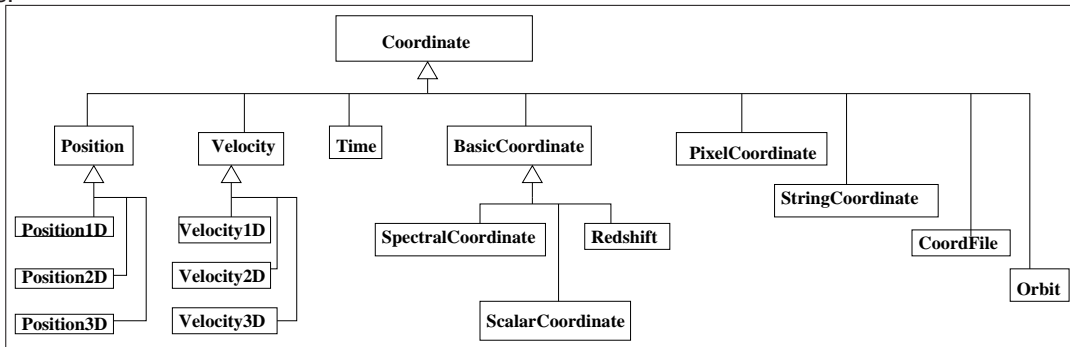 Coordinate
Position
Velocity
Time
BasicCoordinate
PixelCoordinate
StringCoordinate
Position1D
Velocity1D
SpectralCoordinate
Redshift
CoordFile
Position2D
Velocity2D
Orbit
Position3D
Velocity3D
ScalarCoordinate